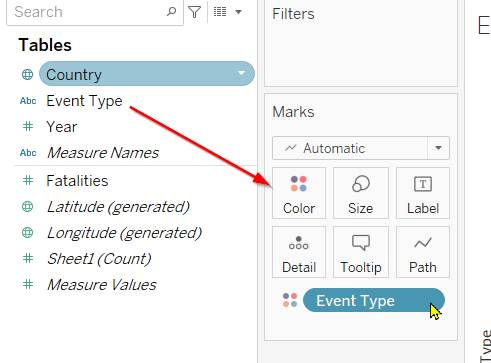 Search
Tables
Country
Abc Event Type
# Year
Abc Measure Names
# Fatalities
Latitude (generated)
Longitude (generated)
# Sheet1 (Count)
# Measure Values
Filters
Marks
Automatic
Color Size Label
Detail Tooltip Path
Event Type
E
Type